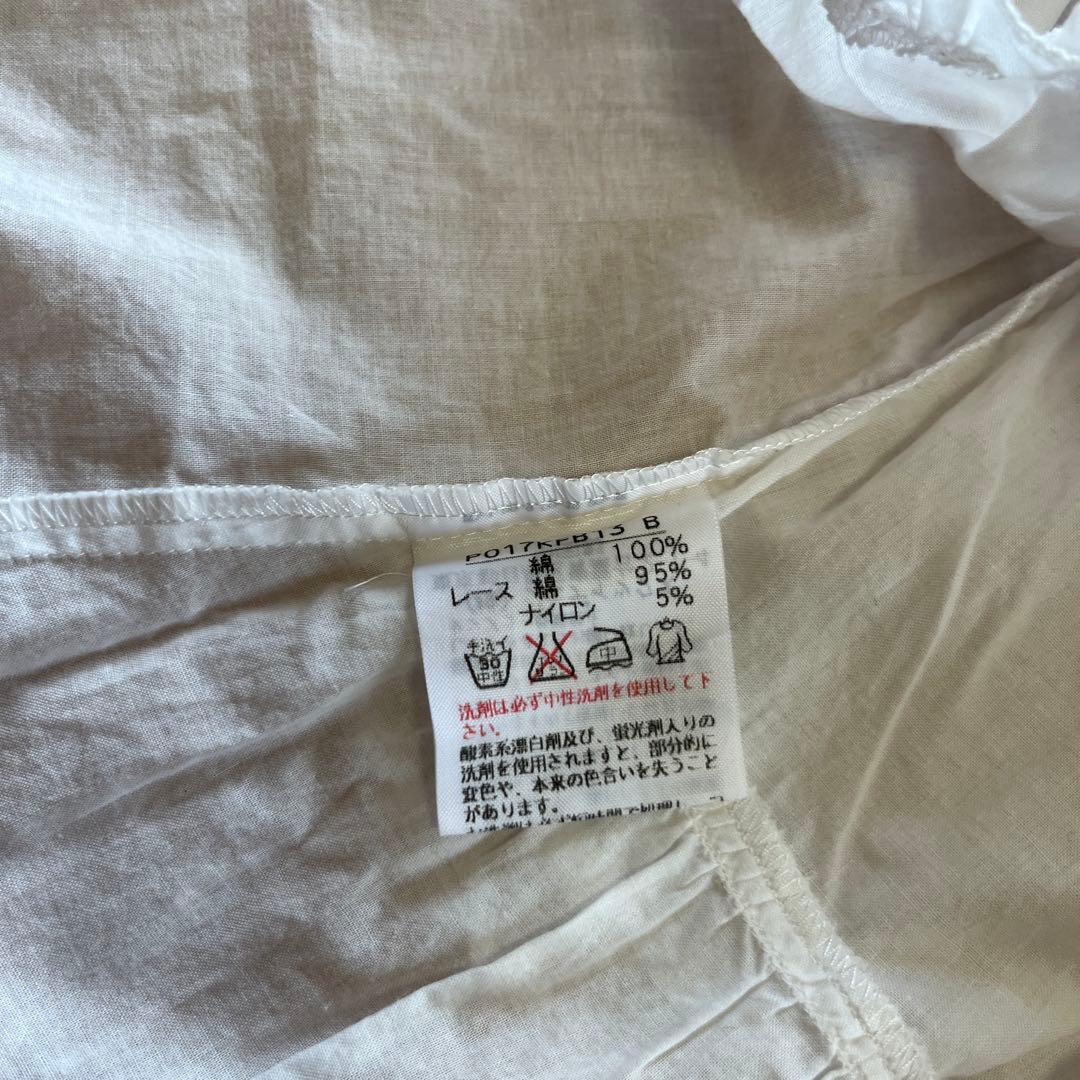 P017KFB13 B
綿 100%
レース 綿 95%
ナイロン 5%
手洗イ
30
中性
中
洗剤は必ず中性洗剤を使用して下
さい。
酸素系漂白剤及び、蛍光剤入りの
洗剤を使用されますと、部分的に
変色や、本来の色合いを失うこと
があります。